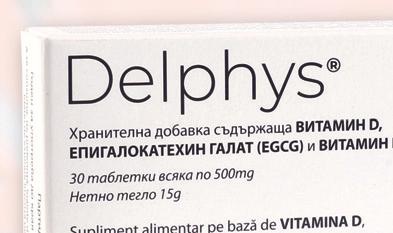 Delphys®
Хранителна добавка съдържаща ВИТАМИН D,
ЕПИГАЛОКАТЕХИН ГАЛАТ (EGCG) и ВИТАМИН
30 таблетки всяка по 500mg
Нетно тегло 15g
Supliment alimentar pe bază de VITAMINA D,